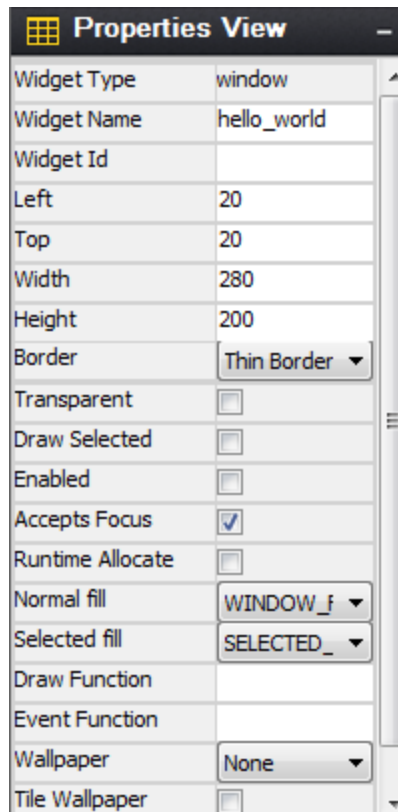 Properties View
Widget Type window
Widget Name hello_world
Widget Id
Left 20
Top 20
Width 280
Height 200
Border Thin Border
Transparent
Draw Selected
Enabled
Accepts Focus
Runtime Allocate
Normal fill WINDOW_F
Selected fill SELECTED_
Draw Function
Event Function
Wallpaper None
Tile Wallpaper